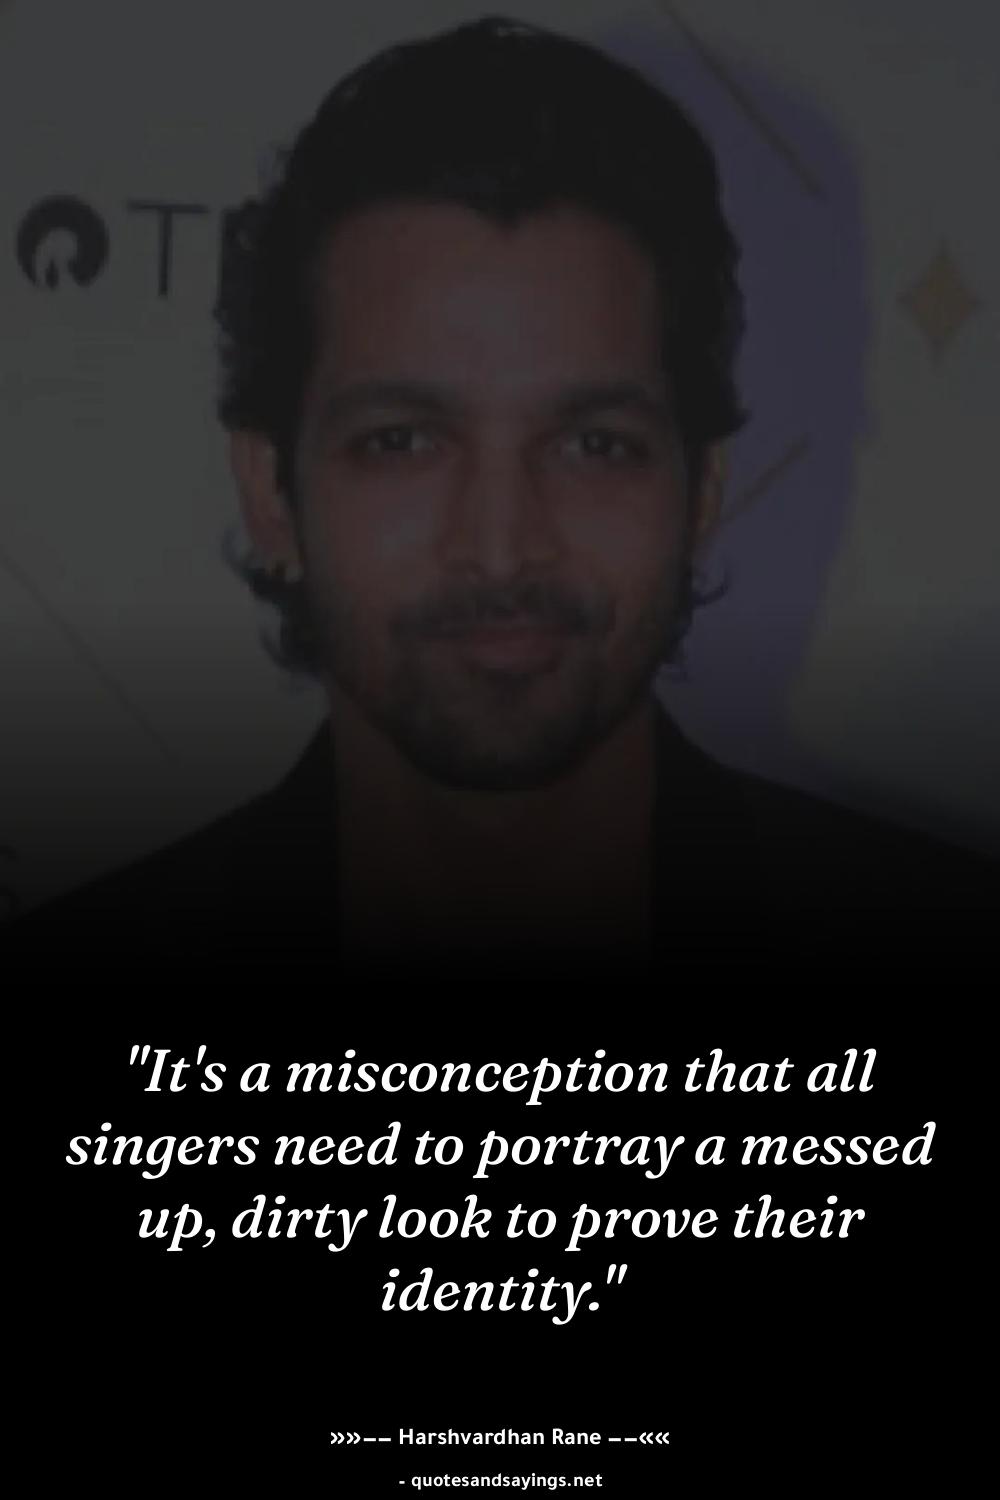 T
"It's a misconception that all
singers need to portray a messed
up, dirty look to prove their
identity."
»»–– Harshvardhan Rane ––««
- quotesandsayings.net